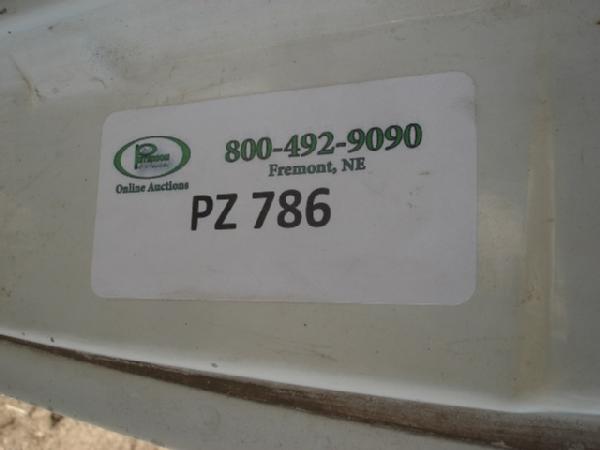 800-492-9090
Fremont, NE
Online Auctions
PZ 786